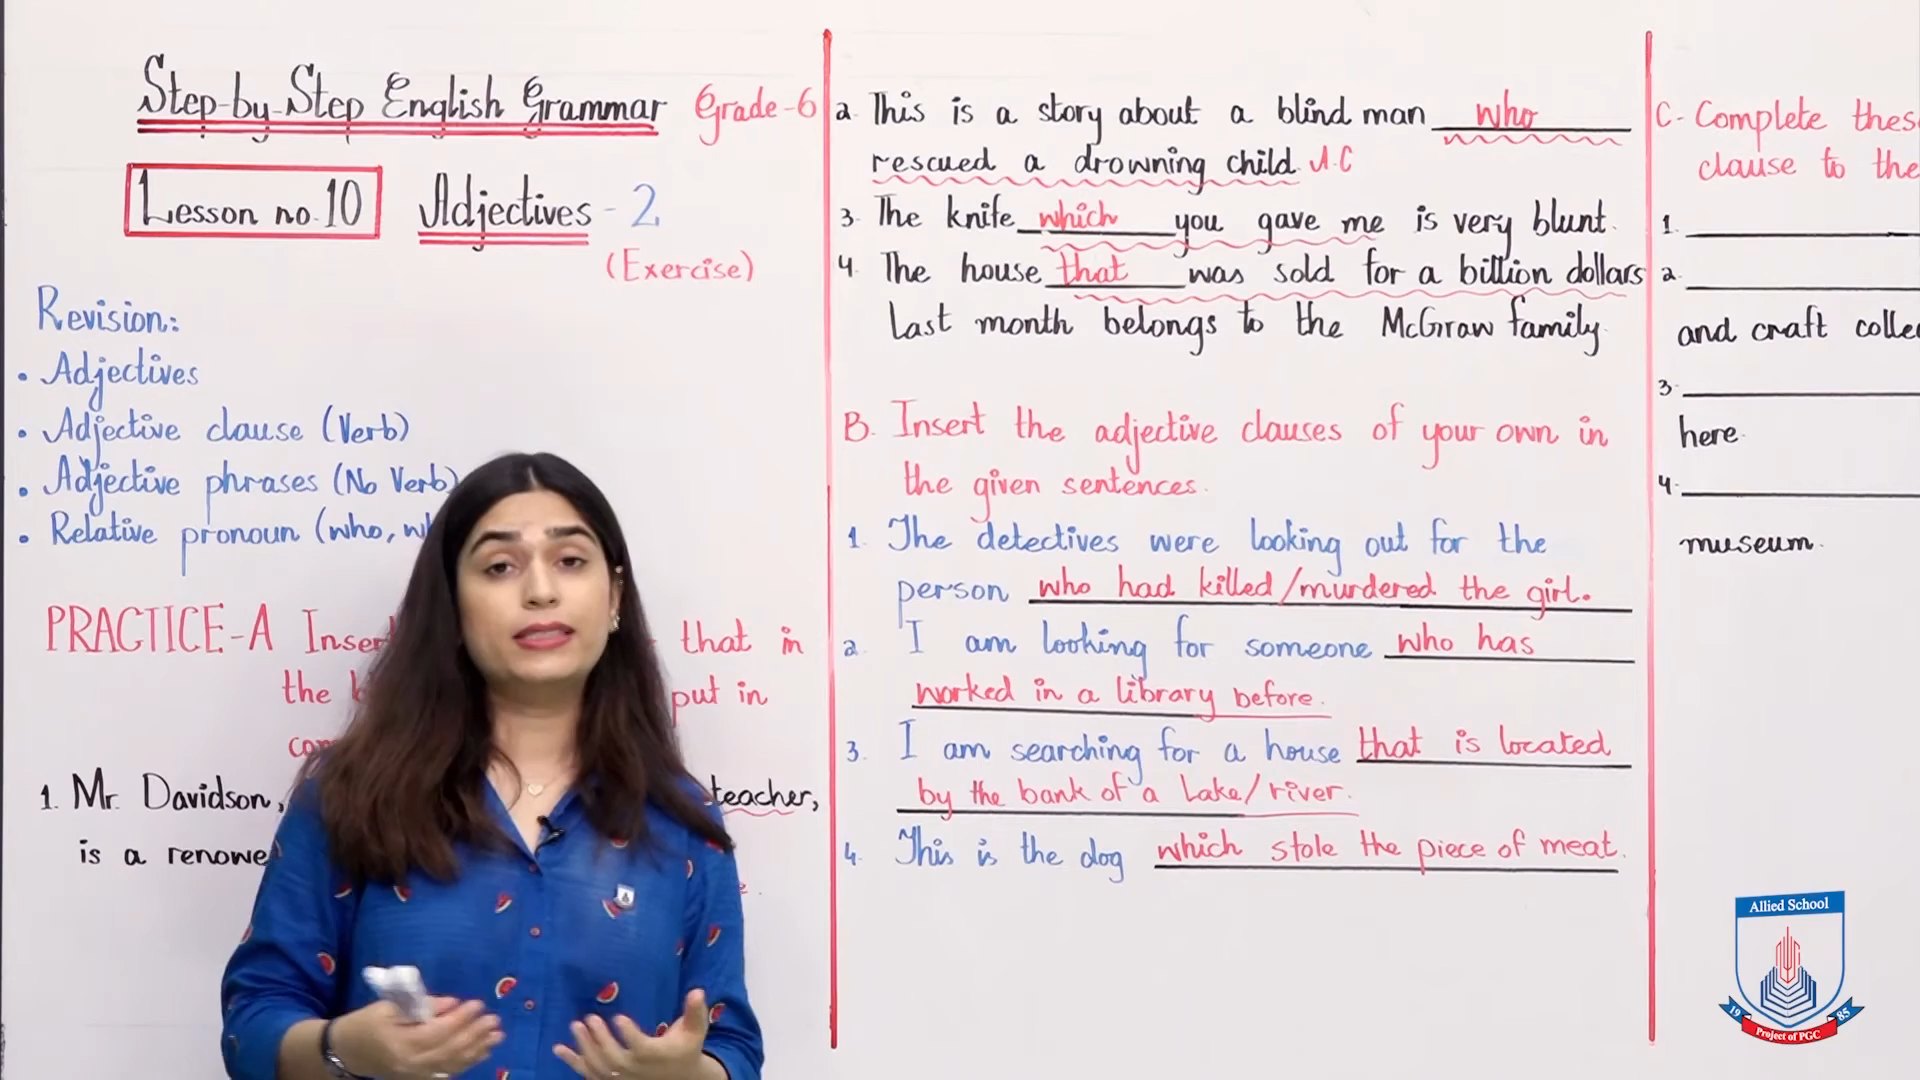 Step-by-Step English Grammar Grade-6
Lesson no. 10 Adjectives - 2
(Exercise)
Revision:
• Adjectives
• Adjective clause (Verb)
• Adjective phrases (No Verb)
• Relative pronoun (who,
PRACTICE-A that in
the put in
1. Mr. Davidson, teacher,
is a
2. This is a story about a blind man who
rescued a drowning child. A.C
3. The knife which you gave me is very blunt.
4. The house that was sold for a billion dollars
last month belongs to the McGraw family
B. Insert the adjective clauses of your own in
the given sentences.
1. The detectives were looking out for the
person who had killed/murdered the girl.
2. I am looking for someone who has
worked in a library before.
3. I am searching for a house that is located
by the bank of a lake/river.
4. This is the dog which stole the piece of meat.
C- Complete
clause to the
1.
2.
and craft
3.
here.
4.
museum.
Allied School
19 85
Project of PGC